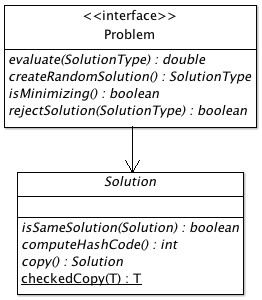 <<interface>>
Problem
evaluate(SolutionType) : double
createRandomSolution() : SolutionType
isMinimizing() : boolean
rejectSolution(SolutionType) : boolean
Solution
isSameSolution(Solution) : boolean
computeHashCode() : int
copy() : Solution
checkedCopy(T) : T